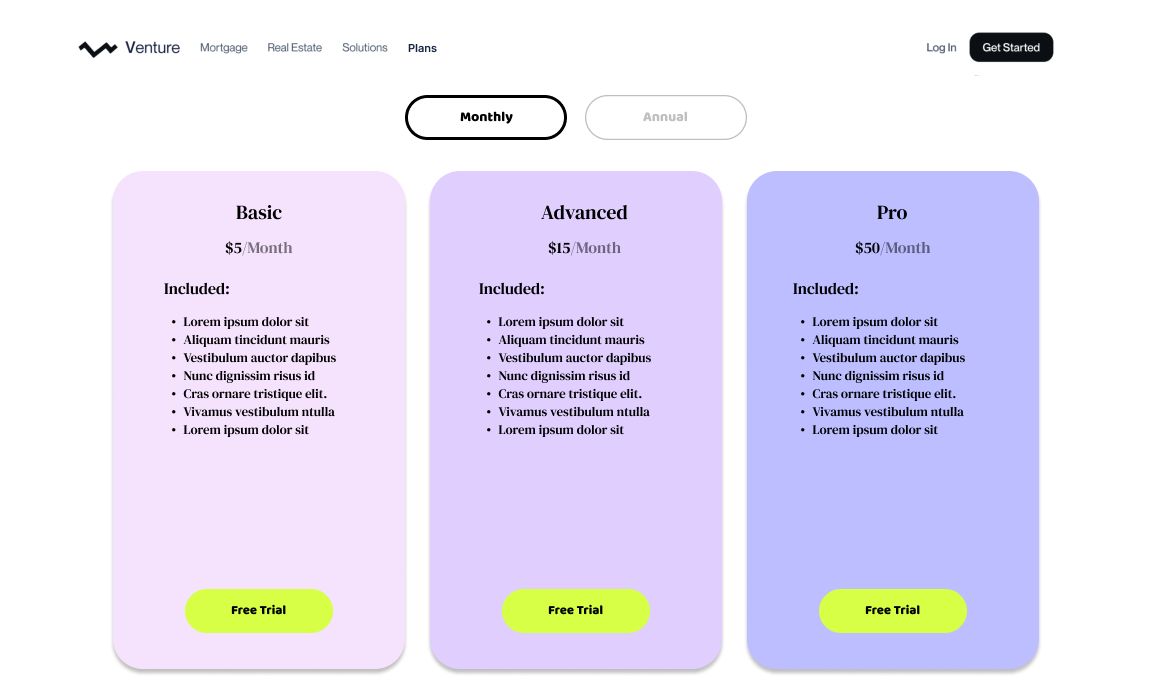 Venture Mortgage Real Estate Solutions Plans Log In Get Started
Monthly Annual
Basic
$5/Month
Included:
• Lorem ipsum dolor sit
• Aliquam tincidunt mauris
• Vestibulum auctor dapibus
• Nunc dignissim risus id
• Cras ornare tristique elit.
• Vivamus vestibulum ntulla
• Lorem ipsum dolor sit
Free Trial
Advanced
$15/Month
Included:
• Lorem ipsum dolor sit
• Aliquam tincidunt mauris
• Vestibulum auctor dapibus
• Nunc dignissim risus id
• Cras ornare tristique elit.
• Vivamus vestibulum ntulla
• Lorem ipsum dolor sit
Free Trial
Pro
$50/Month
Included:
• Lorem ipsum dolor sit
• Aliquam tincidunt mauris
• Vestibulum auctor dapibus
• Nunc dignissim risus id
• Cras ornare tristique elit.
• Vivamus vestibulum ntulla
• Lorem ipsum dolor sit
Free Trial